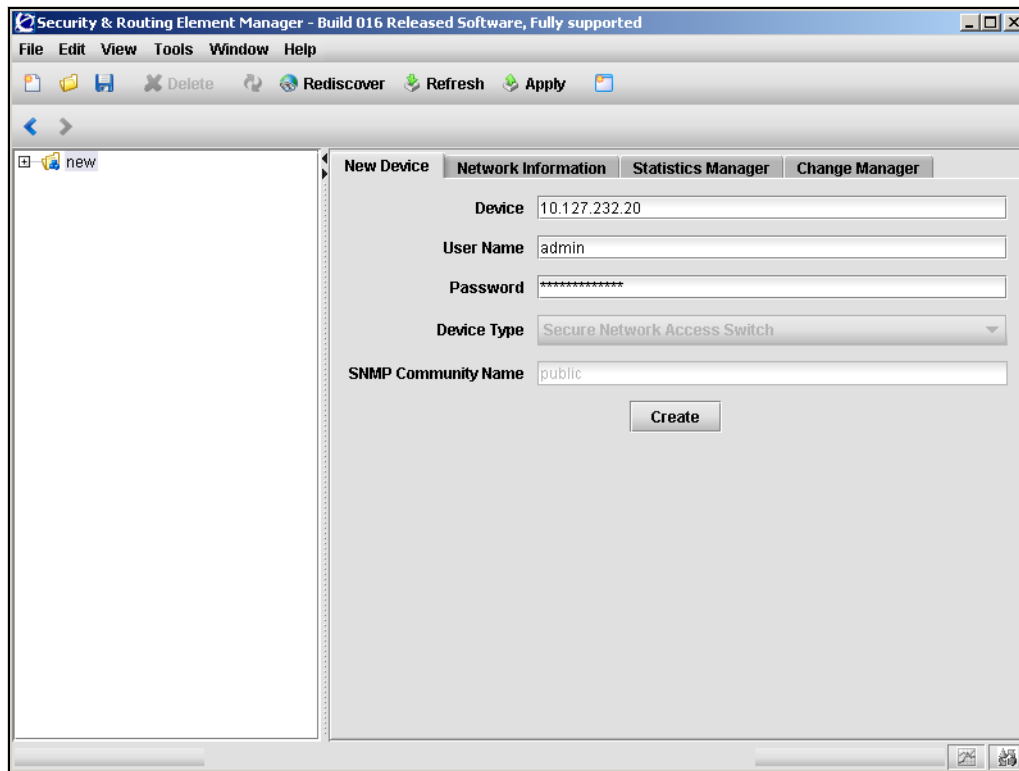 Security & Routing Element Manager - Build 016 Released Software, Fully supported
File Edit View Tools Window Help
Delete Rediscover Refresh Apply
new
New Device Network Information Statistics Manager Change Manager
Device 10.127.232.20
User Name admin
Password *************
Device Type Secure Network Access Switch
SNMP Community Name public
Create